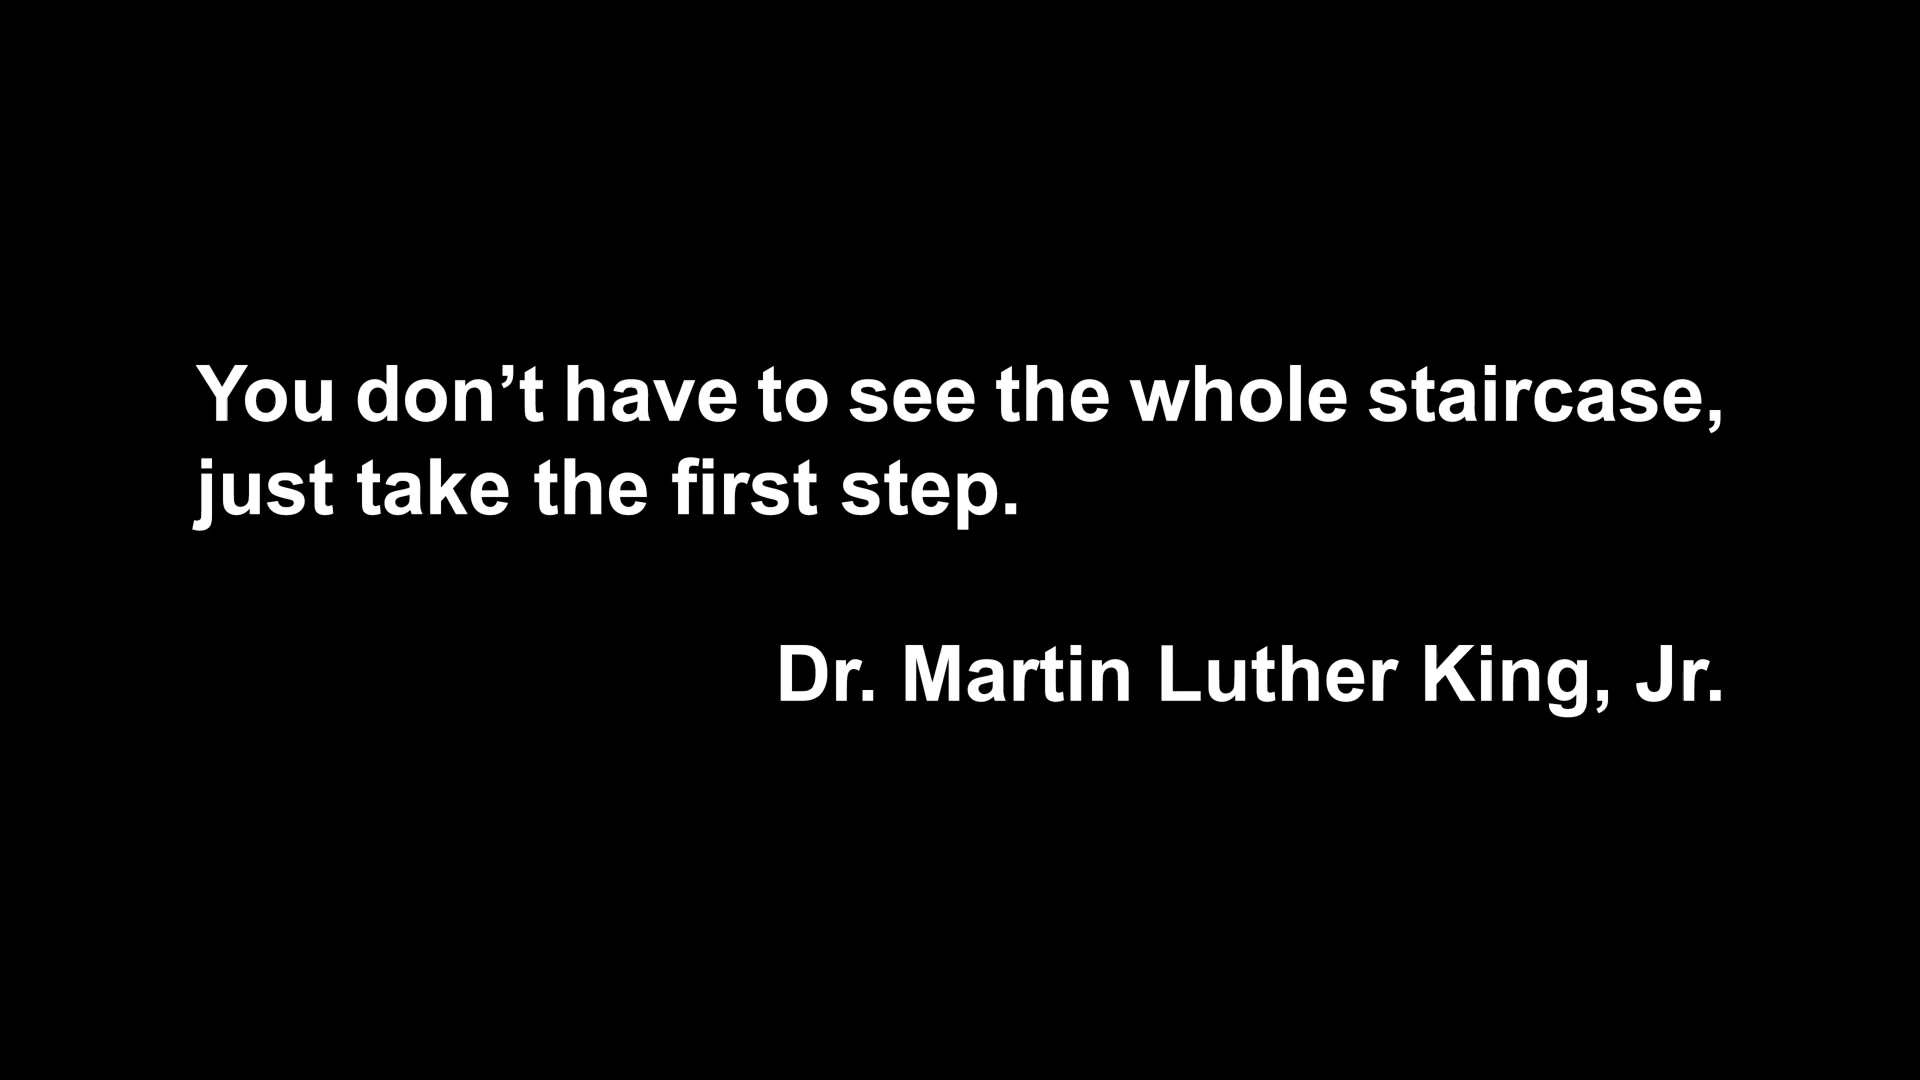 You don’t have to see the whole staircase,
just take the first step.
Dr. Martin Luther King, Jr.